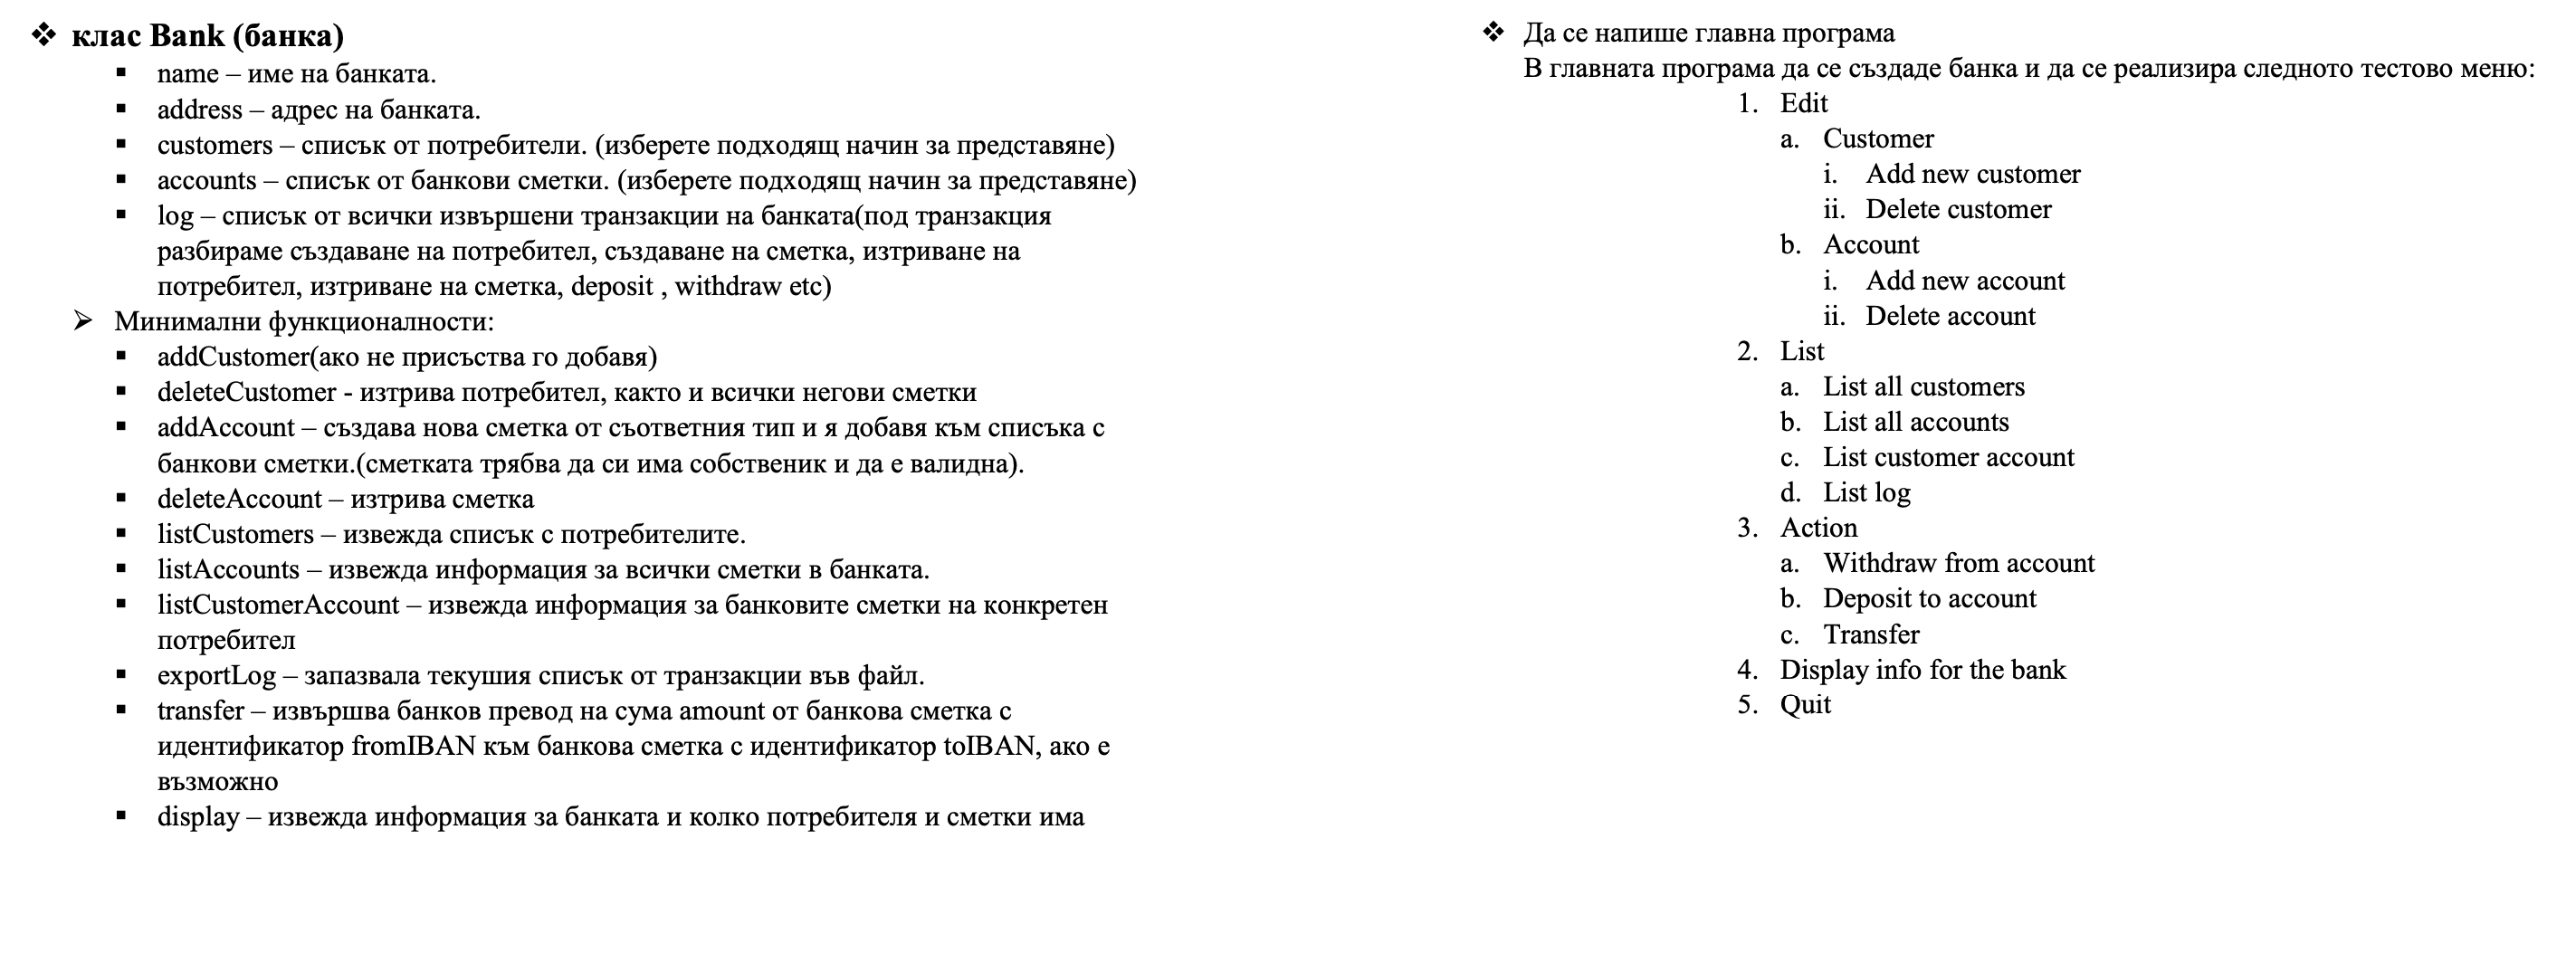 ❖ клас Bank (банка)
▪ name – име на банката.
▪ address – адрес на банката.
▪ customers – списък от потребители. (изберете подходящ начин за представяне)
▪ accounts – списък от банкови сметки. (изберете подходящ начин за представяне)
▪ log – списък от всички извършени транзакции на банката(под транзакция
разбираме създаване на потребител, създаване на сметка, изтриване на
потребител, изтриване на сметка, deposit , withdraw etc)
➢ Минимални функционалности:
▪ addCustomer(ако не присъства го добавя)
▪ deleteCustomer - изтрива потребител, както и всички негови сметки
▪ addAccount – създава нова сметка от съответния тип и я добавя към списъка с
банкови сметки.(сметката трябва да си има собственик и да е валидна).
▪ deleteAccount – изтрива сметка
▪ listCustomers – извежда списък с потребителите.
▪ listAccounts – извежда информация за всички сметки в банката.
▪ listCustomerAccount – извежда информация за банковите сметки на конкретен
потребител
▪ exportLog – запазвала текушия списък от транзакции във файл.
▪ transfer – извършва банков превод на сума amount от банкова сметка с
идентификатор fromIBAN към банкова сметка с идентификатор toIBAN, ако е
възможно
▪ display – извежда информация за банката и колко потребителя и сметки има
❖ Да се напише главна програма
В главната програма да се създаде банка и да се реализира следното тестово меню:
1. Edit
a. Customer
i. Add new customer
ii. Delete customer
b. Account
i. Add new account
ii. Delete account
2. List
a. List all customers
b. List all accounts
c. List customer account
d. List log
3. Action
a. Withdraw from account
b. Deposit to account
c. Transfer
4. Display info for the bank
5. Quit